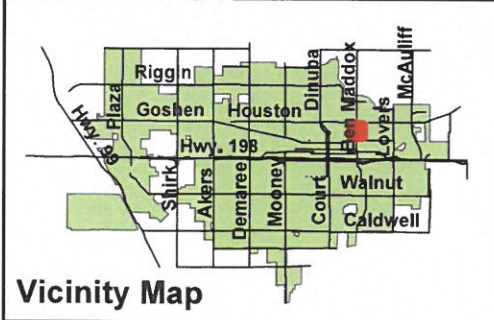 Riggin
Goshen
Houston
Hwy. 198
Walnut
Caldwell
Hwy. 99
Plaza
Shirk
Akers
Demaree
Mooney
Court
Dinuba
Ben Maddox
Lovers
McAuliff
Vicinity Map